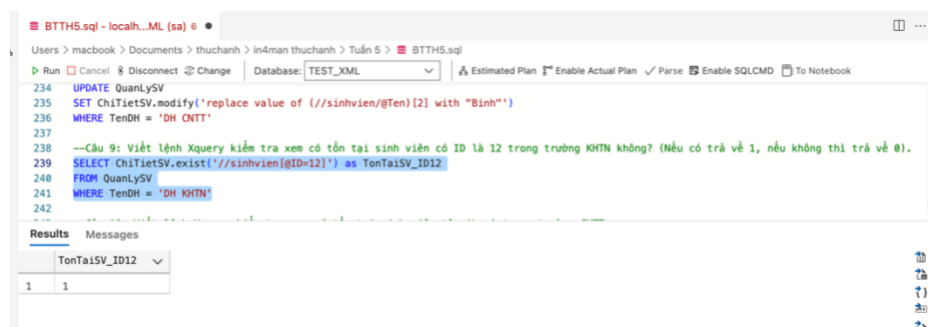 BTTH5.sql - localh...ML (sa) 6
Users > macbook > Documents > thuchanh > in4man thuchanh > Tuần 5 > BTTH5.sql
Run Cancel Disconnect Change Database: TEST_XML Estimated Plan Enable Actual Plan Parse Enable SQLCMD To Notebook
234 UPDATE QuanLySV
235 SET ChiTietSV.modify('replace value of (//sinhvien/@Ten)[2] with "Binh"')
236 WHERE TenDH = 'DH CNTT'
237
238 --Câu 9: Viết lệnh Xquery kiểm tra xem có tồn tại sinh viên có ID là 12 trong trường KHTN không? (Nếu có trả về 1, nếu không thì trả về 0).
239 SELECT ChiTietSV.exist('//sinhvien[@ID=12]') as TonTaiSV_ID12
240 FROM QuanLySV
241 WHERE TenDH = 'DH KHTN'
242
Results Messages
TonTaiSV_ID12
1 1